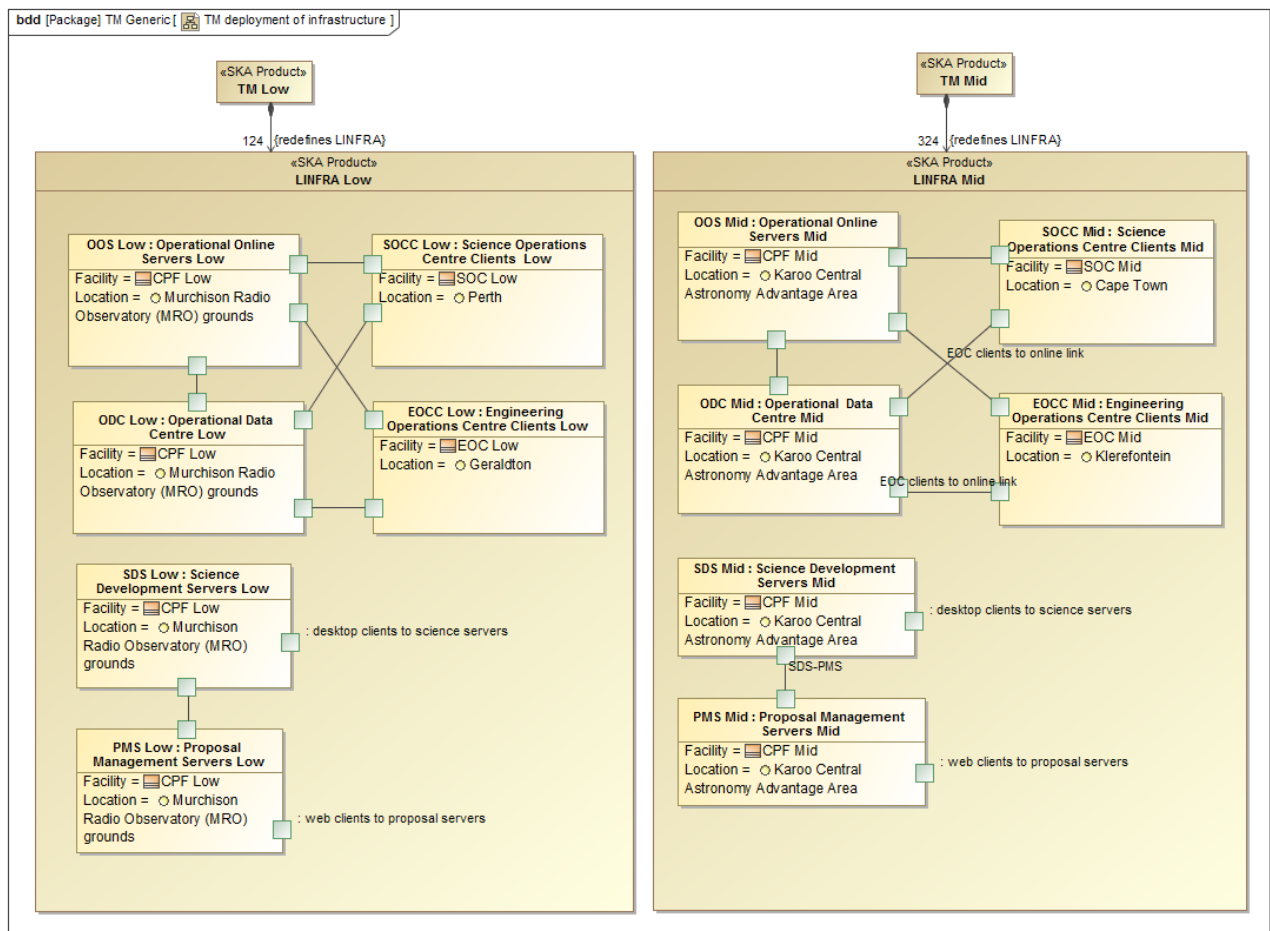 bdd [Package] TM Generic [ TM deployment of infrastructure ]
«SKA Product»
TM Low
124 {redefines LINFRA}
«SKA Product»
LINFRA Low
OOS Low : Operational Online
Servers Low
Facility = CPF Low
Location = Murchison Radio
Observatory (MRO) grounds
SOCC Low : Science Operations
Centre Clients Low
Facility = SOC Low
Location = Perth
ODC Low : Operational Data
Centre Low
Facility = CPF Low
Location = Murchison Radio
Observatory (MRO) grounds
EOCC Low : Engineering
Operations Centre Clients Low
Facility = EOC Low
Location = Geraldton
SDS Low : Science
Development Servers Low
Facility = CPF Low
Location = Murchison
Radio Observatory (MRO)
grounds
: desktop clients to science servers
PMS Low : Proposal
Management Servers Low
Facility = CPF Low
Location = Murchison
Radio Observatory (MRO)
grounds
: web clients to proposal servers
«SKA Product»
TM Mid
324 {redefines LINFRA}
«SKA Product»
LINFRA Mid
OOS Mid : Operational Online
Servers Mid
Facility = CPF Mid
Location = Karoo Central
Astronomy Advantage Area
SOCC Mid : Science
Operations Centre Clients Mid
Facility = SOC Mid
Location = Cape Town
EOC clients to online link
ODC Mid : Operational Data
Centre Mid
Facility = CPF Mid
Location = Karoo Central
Astronomy Advantage Area
EOCC Mid : Engineering
Operations Centre Clients Mid
Facility = EOC Mid
Location = Klerefontein
EOC clients to online link
SDS Mid : Science Development
Servers Mid
Facility = CPF Mid
Location = Karoo Central
Astronomy Advantage Area
: desktop clients to science servers
SDS-PMS
PMS Mid : Proposal Management
Servers Mid
Facility = CPF Mid
Location = Karoo Central
Astronomy Advantage Area
: web clients to proposal servers